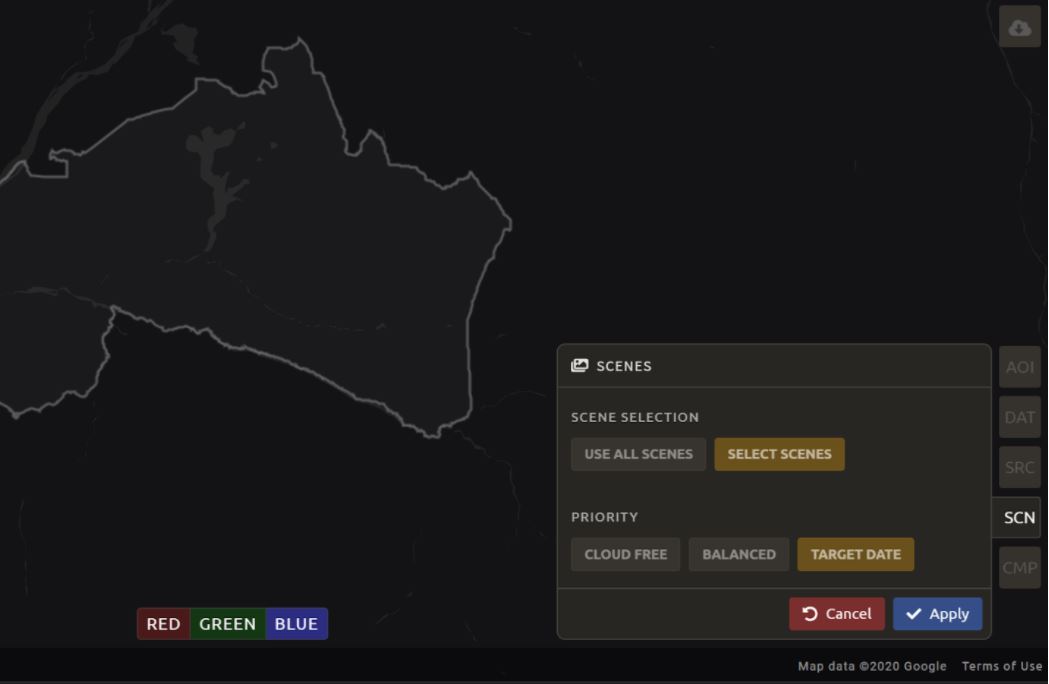 SCENES
AOI
SCENE SELECTION
DAT
USE ALL SCENES SELECT SCENES
SRC
PRIORITY
SCN
CLOUD FREE BALANCED TARGET DATE
CMP
Cancel Apply
RED GREEN BLUE
Map data ©2020 Google Terms of Use